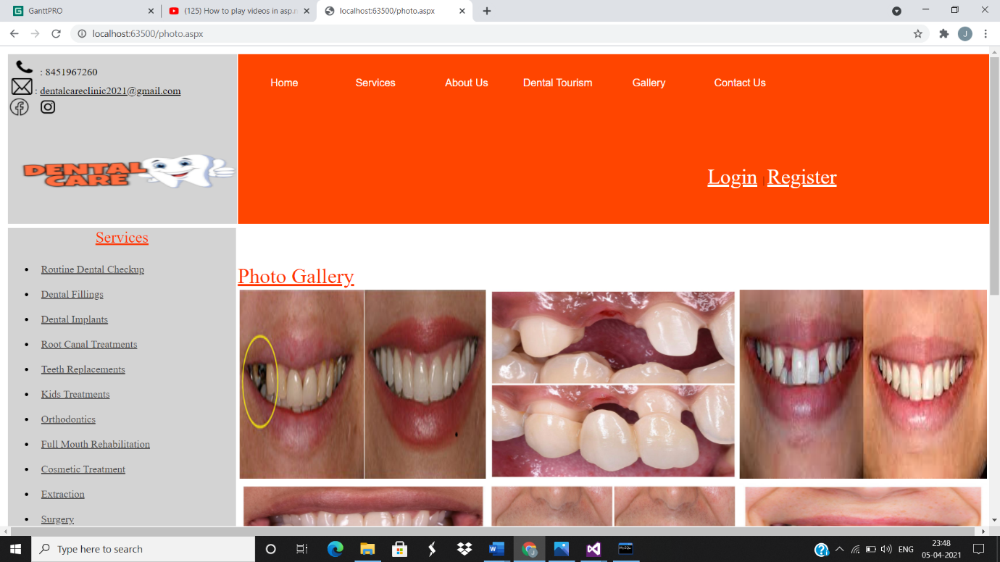 GanttPRO
(125) How to play videos in asp.n
localhost:63500/photo.aspx
localhost:63500/photo.aspx
J
: 8451967260
: dentalcareclinic2021@gmail.com
Home
Services
About Us
Dental Tourism
Gallery
Contact Us
DENTAL
CARE
Login | Register
Services
Routine Dental Checkup
Dental Fillings
Dental Implants
Root Canal Treatments
Teeth Replacements
Kids Treatments
Orthodontics
Full Mouth Rehabilitation
Cosmetic Treatment
Extraction
Surgery
Photo Gallery
Type here to search
ENG
23:48
05-04-2021